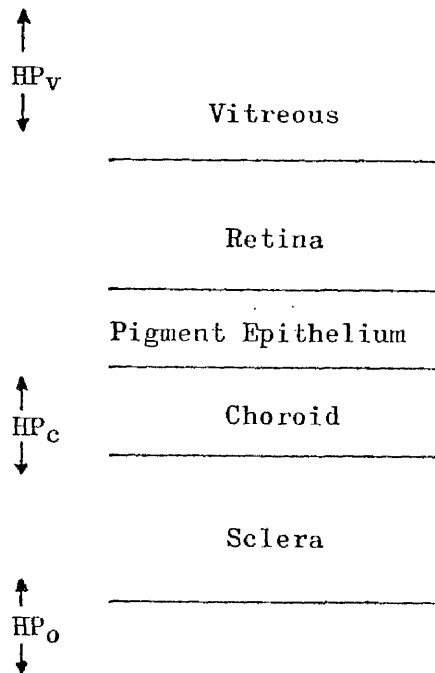 HPv
Vitreous
Retina
Pigment Epithelium
Choroid
HPc
Sclera
HPo